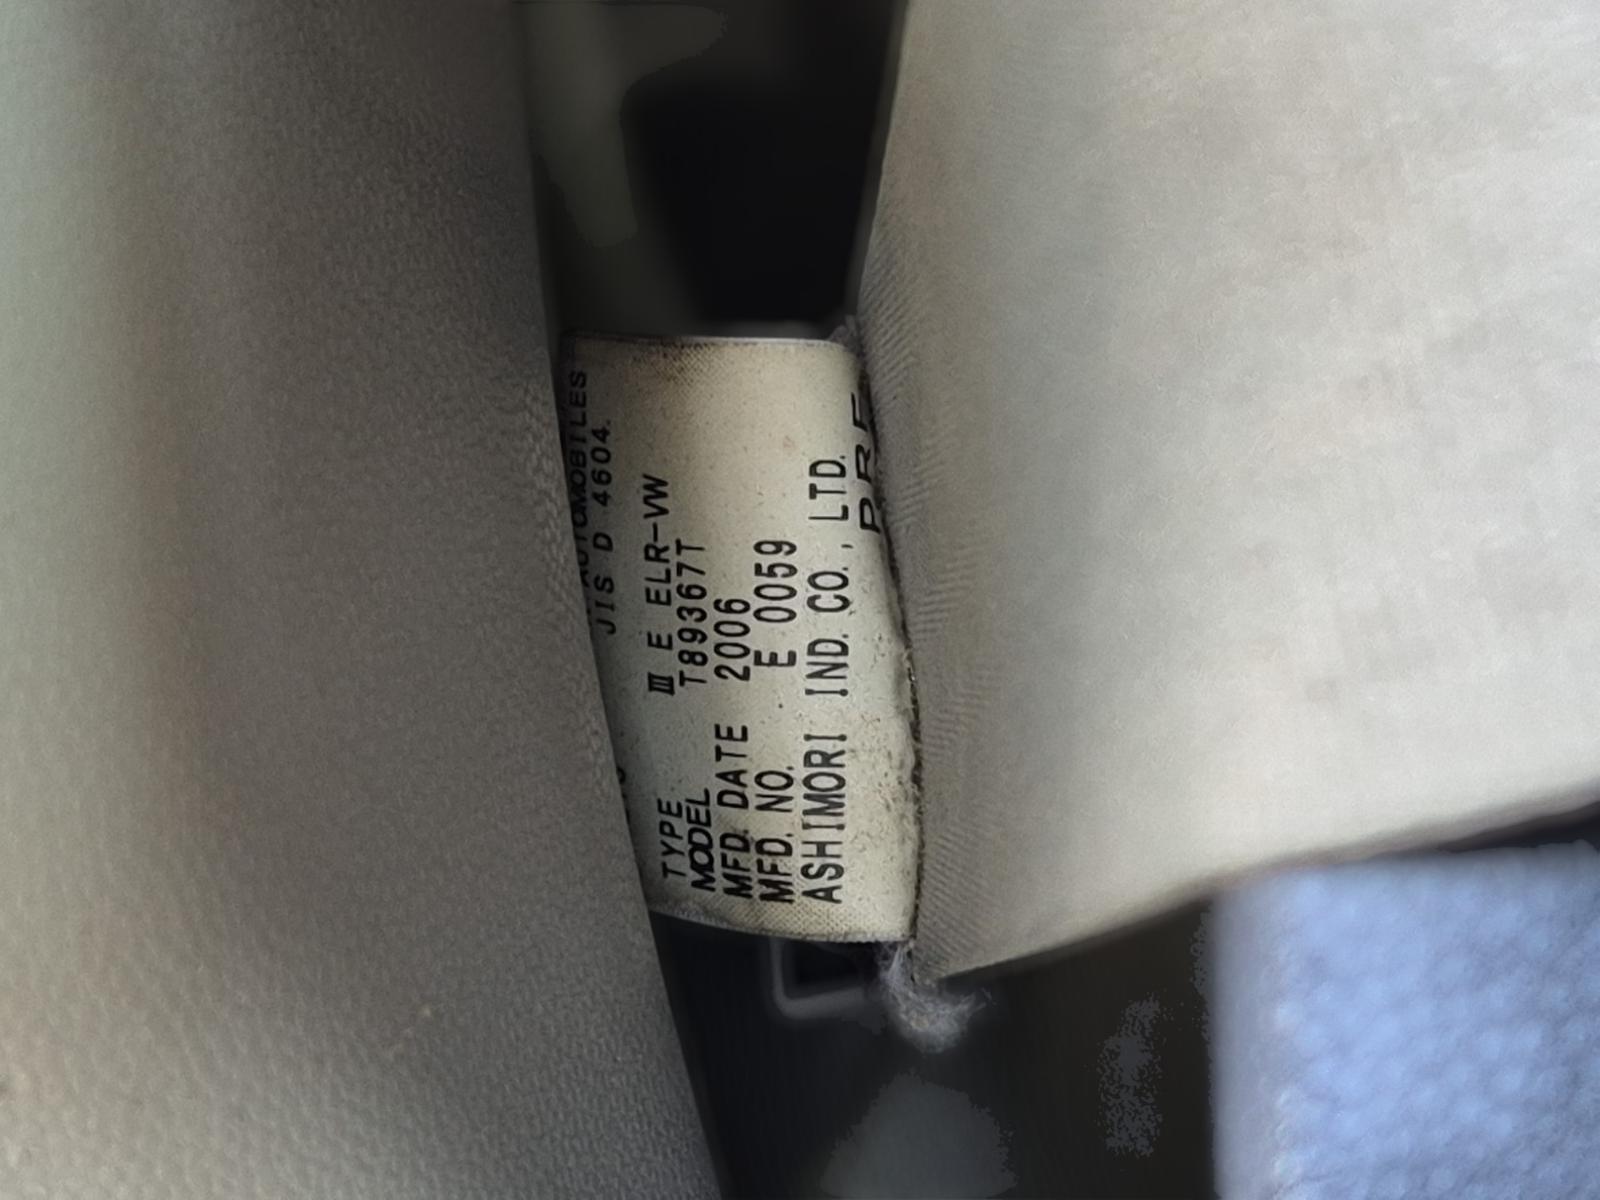 AUTOMOBILES
JIS D 4604.
TYPE Ⅲ E ELR-VW
MODEL T89367T
MFD. DATE 2006
MFD. NO. E 0059
ASHIMORI IND. CO., LTD.
PRE